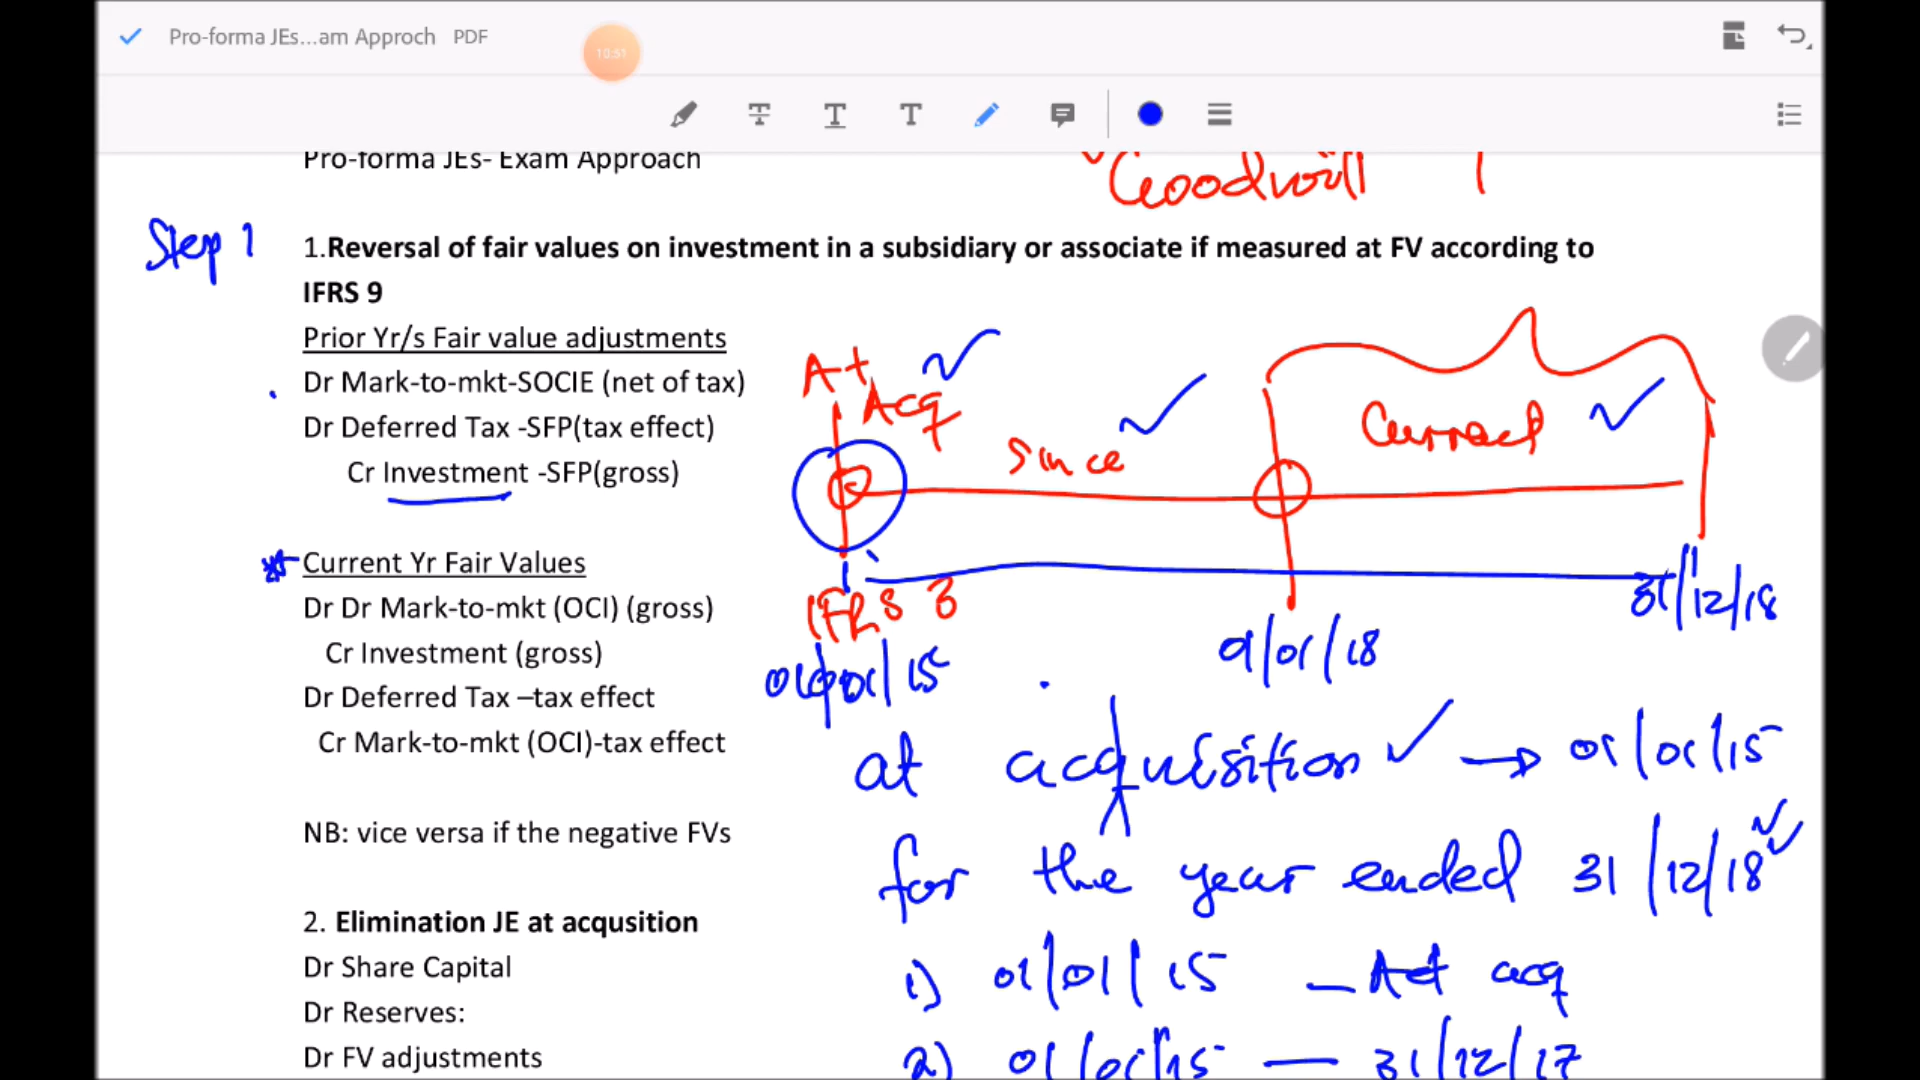 Pro-forma JEs...am Approch PDF
10:51
Pro-forma JEs- Exam Approach
Goodwill
Step 1
1.Reversal of fair values on investment in a subsidiary or associate if measured at FV according to
IFRS 9
Prior Yr/s Fair value adjustments
Dr Mark-to-mkt-SOCIE (net of tax)
Dr Deferred Tax -SFP(tax effect)
Cr Investment -SFP(gross)
At
Acq
Since
Current
Current Yr Fair Values
Dr Dr Mark-to-mkt (OCI) (gross)
Cr Investment (gross)
Dr Deferred Tax –tax effect
Cr Mark-to-mkt (OCI)-tax effect
IFRS 3
01/01/15
01/01/18
31/12/18
at acquisition → 01/01/15
NB: vice versa if the negative FVs
for the year ended 31/12/18
2. Elimination JE at acqusition
Dr Share Capital
Dr Reserves:
Dr FV adjustments
1) 01/01/15 – At acq
2) 01/01/15 — 31/12/17